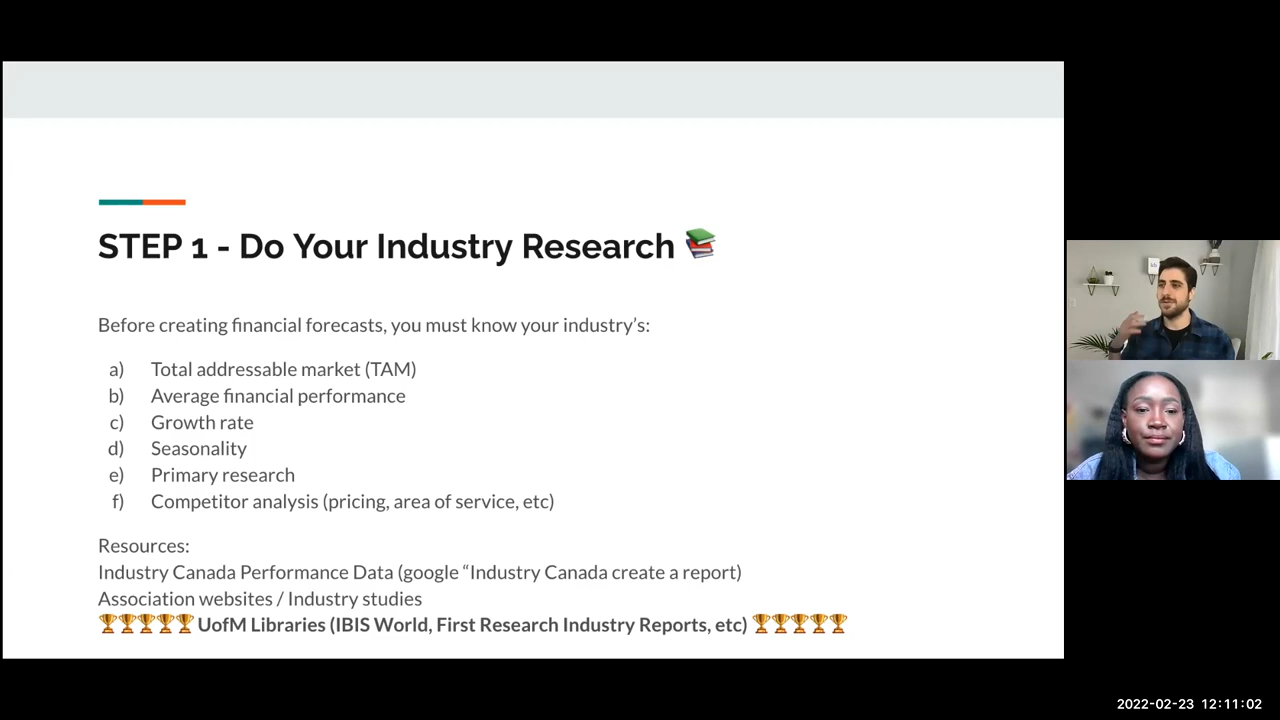 STEP 1 - Do Your Industry Research
Before creating financial forecasts, you must know your industry's:
a) Total addressable market (TAM)
b) Average financial performance
c) Growth rate
d) Seasonality
e) Primary research
f) Competitor analysis (pricing, area of service, etc)
Resources:
Industry Canada Performance Data (google “Industry Canada create a report)
Association websites / Industry studies
🏆🏆🏆🏆🏆 UofM Libraries (IBIS World, First Research Industry Reports, etc) 🏆🏆🏆🏆🏆
2022-02-23 12:11:02